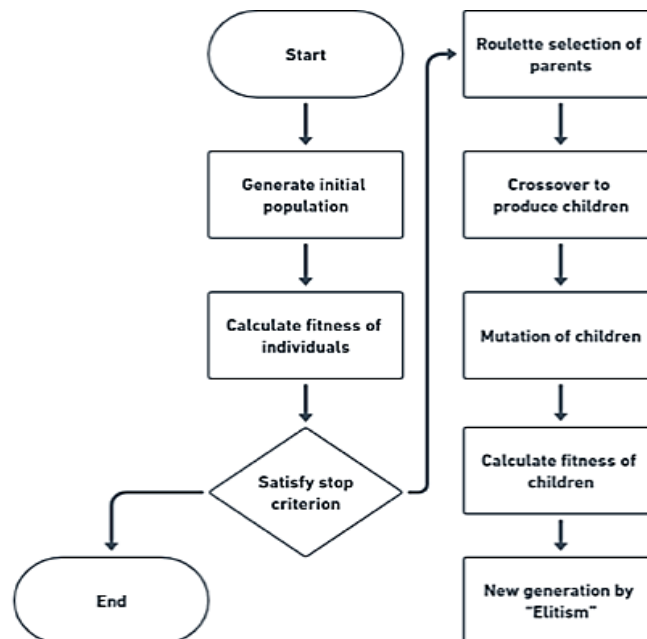 Start
Generate initial
population
Calculate fitness of
individuals
Satisfy stop
criterion
End
Roulette selection of
parents
Crossover to
produce children
Mutation of children
Calculate fitness of
children
New generation by
"Elitism"